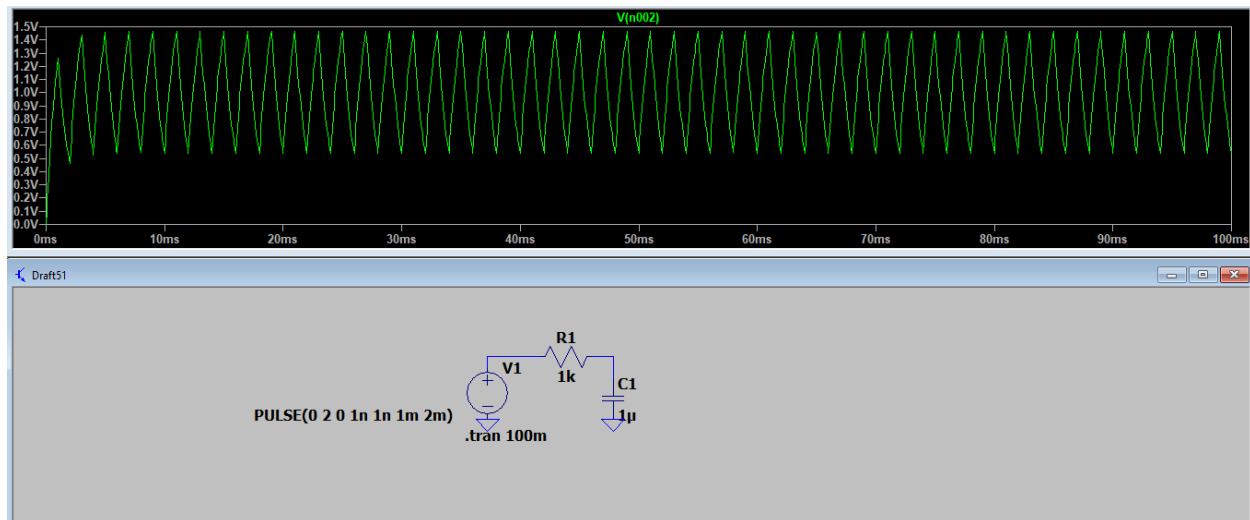 V(n002)
1.5V
1.4V
1.3V
1.2V
1.1V
1.0V
0.9V
0.8V
0.7V
0.6V
0.5V
0.4V
0.3V
0.2V
0.1V
0.0V
0ms 10ms 20ms 30ms 40ms 50ms 60ms 70ms 80ms 90ms 100ms
Draft51
R1
V1
1k
C1
PULSE(0 2 0 1n 1n 1m 2m)
1µ
.tran 100m